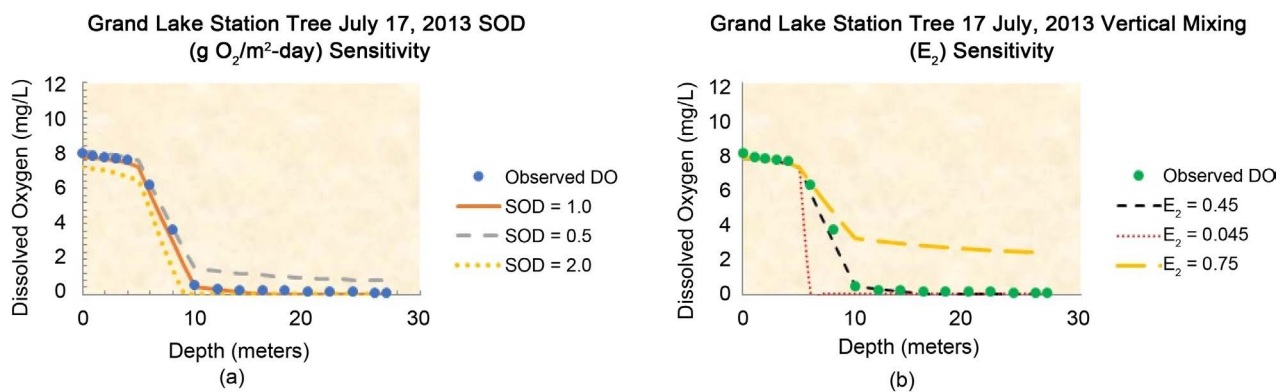 Grand Lake Station Tree July 17, 2013 SOD
(g O₂/m²-day) Sensitivity
Dissolved Oxygen (mg/L)
12
10
8
6
4
2
0
0
10
20
30
Depth (meters)
(a)
Observed DO
SOD = 1.0
SOD = 0.5
SOD = 2.0
Grand Lake Station Tree 17 July, 2013 Vertical Mixing
(E₂) Sensitivity
Dissolved Oxygen (mg/L)
12
10
8
6
4
2
0
0
10
20
30
Depth (meters)
(b)
Observed DO
E₂ = 0.45
E₂ = 0.045
E₂ = 0.75